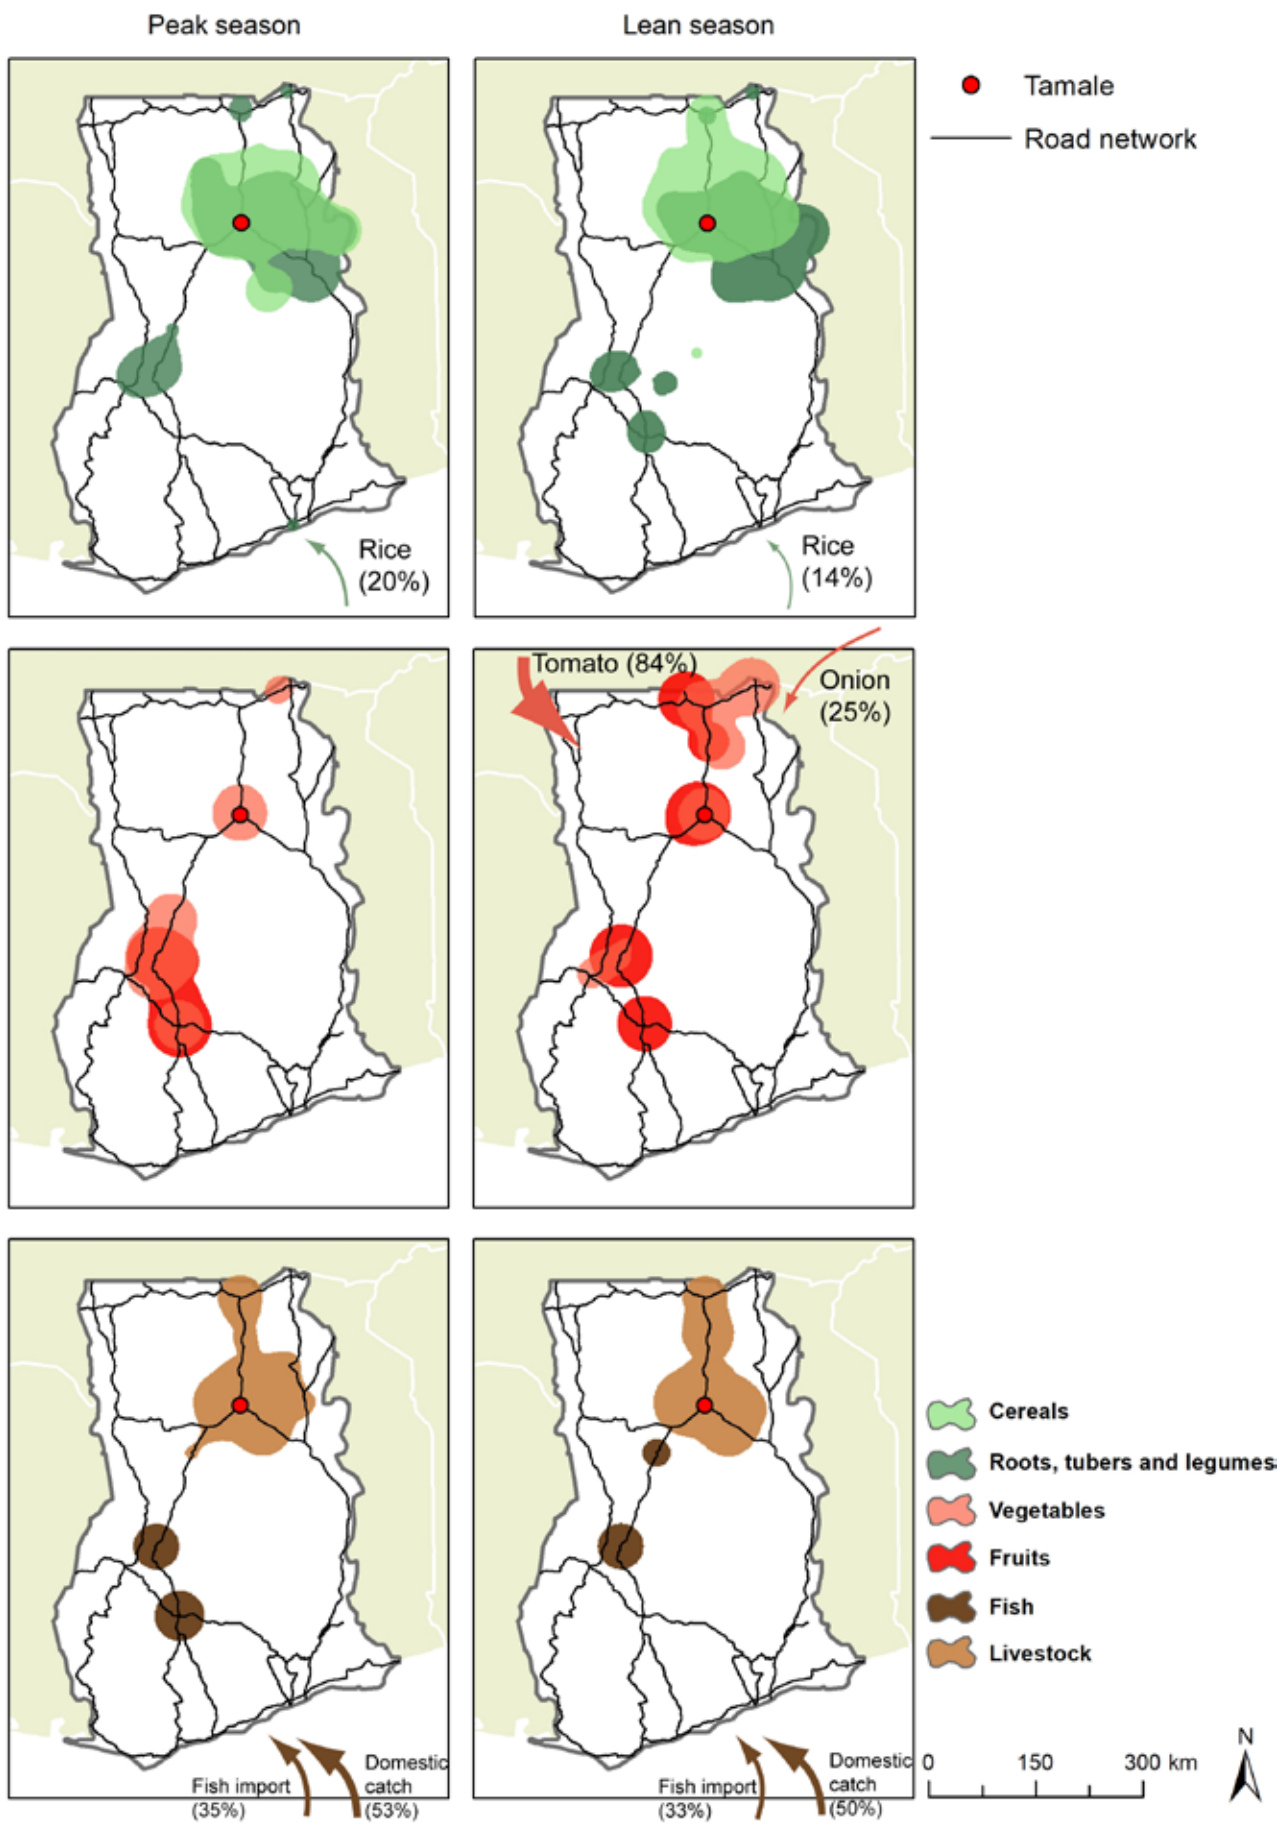 Peak season
Lean season
Tamale
Road network
Rice
(20%)
Rice
(14%)
Tomato (84%)
Onion
(25%)
Cereals
Roots, tubers and legumes
Vegetables
Fruits
Fish
Livestock
Fish import
(35%)
Domestic
catch
(53%)
Fish import
(33%)
Domestic
catch
(50%)
0 150 300 km
N